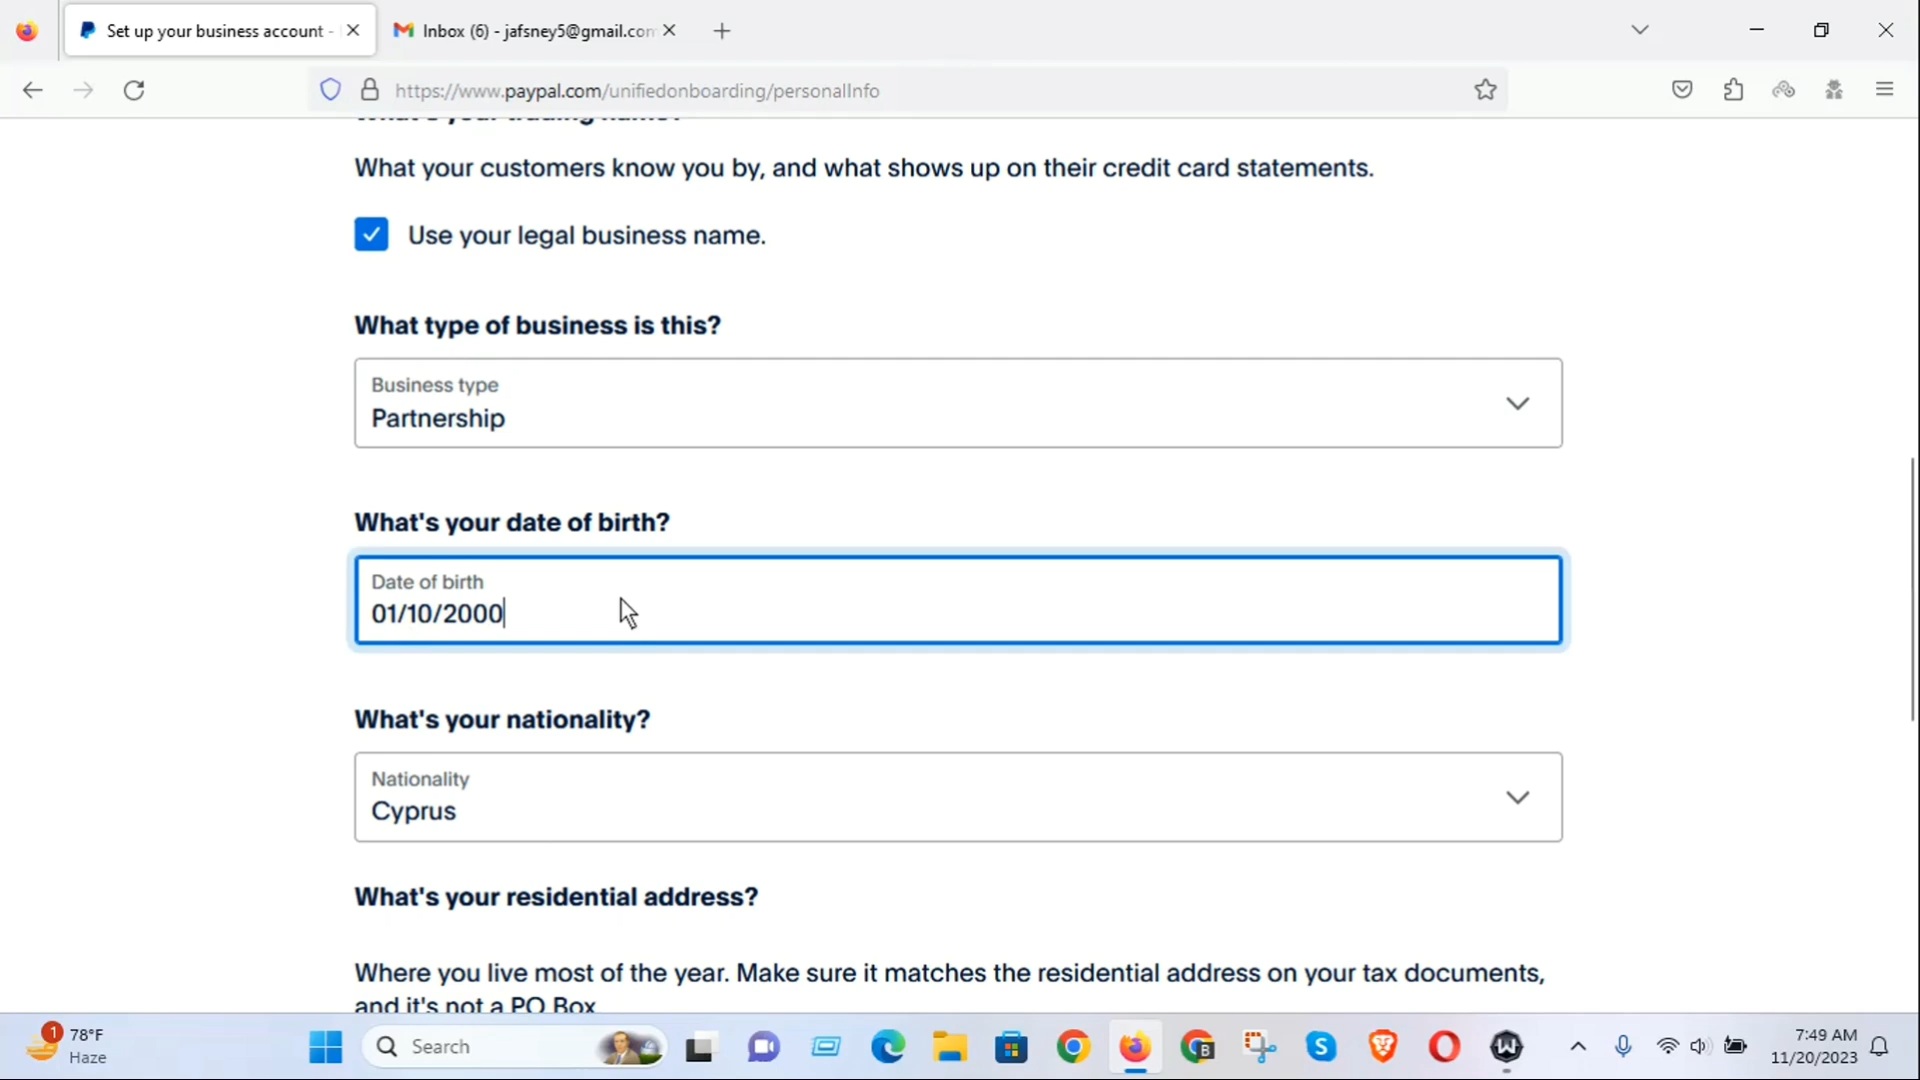 Set up your business account -
Inbox (6) - jafsney5@gmail.com
https://www.paypal.com/unifiedonboarding/personalInfo
What's your trading name?
What your customers know you by, and what shows up on their credit card statements.
Use your legal business name.
What type of business is this?
Business type
Partnership
What's your date of birth?
Date of birth
01/10/2000
What's your nationality?
Nationality
Cyprus
What's your residential address?
Where you live most of the year. Make sure it matches the residential address on your tax documents,
and it's not a PO Box
1
78°F
Haze
Search
B
7:49 AM
11/20/2023